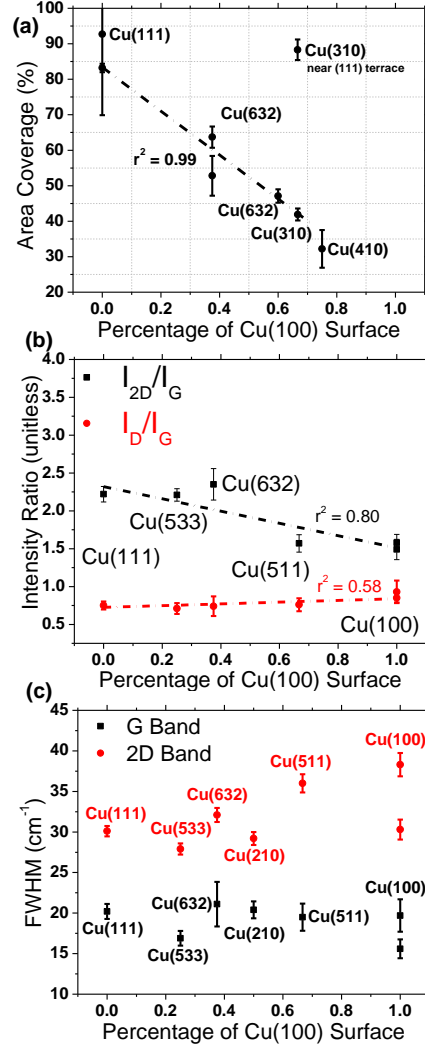 (a)
100
90
80
70
60
50
40
30
20
Area Coverage (%)
Cu(111)
Cu(310)
near (111) terrace
Cu(632)
r² = 0.99
Cu(632)
Cu(310)
Cu(410)
0.0 0.2 0.4 0.6 0.8 1.0
Percentage of Cu(100) Surface
(b)
4.0
3.5
3.0
2.5
2.0
1.5
1.0
0.5
Intensity Ratio (unitless)
I2D/IG
ID/IG
Cu(632)
Cu(533)
r² = 0.80
Cu(111)
Cu(511)
r² = 0.58
Cu(100)
0.0 0.2 0.4 0.6 0.8 1.0
Percentage of Cu(100) Surface
(c)
45
40
35
30
25
20
15
10
FWHM (cm⁻¹)
G Band
2D Band
Cu(100)
Cu(511)
Cu(632)
Cu(111)
Cu(533)
Cu(210)
Cu(632)
Cu(100)
Cu(111)
Cu(210)
Cu(511)
Cu(533)
0.0 0.2 0.4 0.6 0.8 1.0
Percentage of Cu(100) Surface